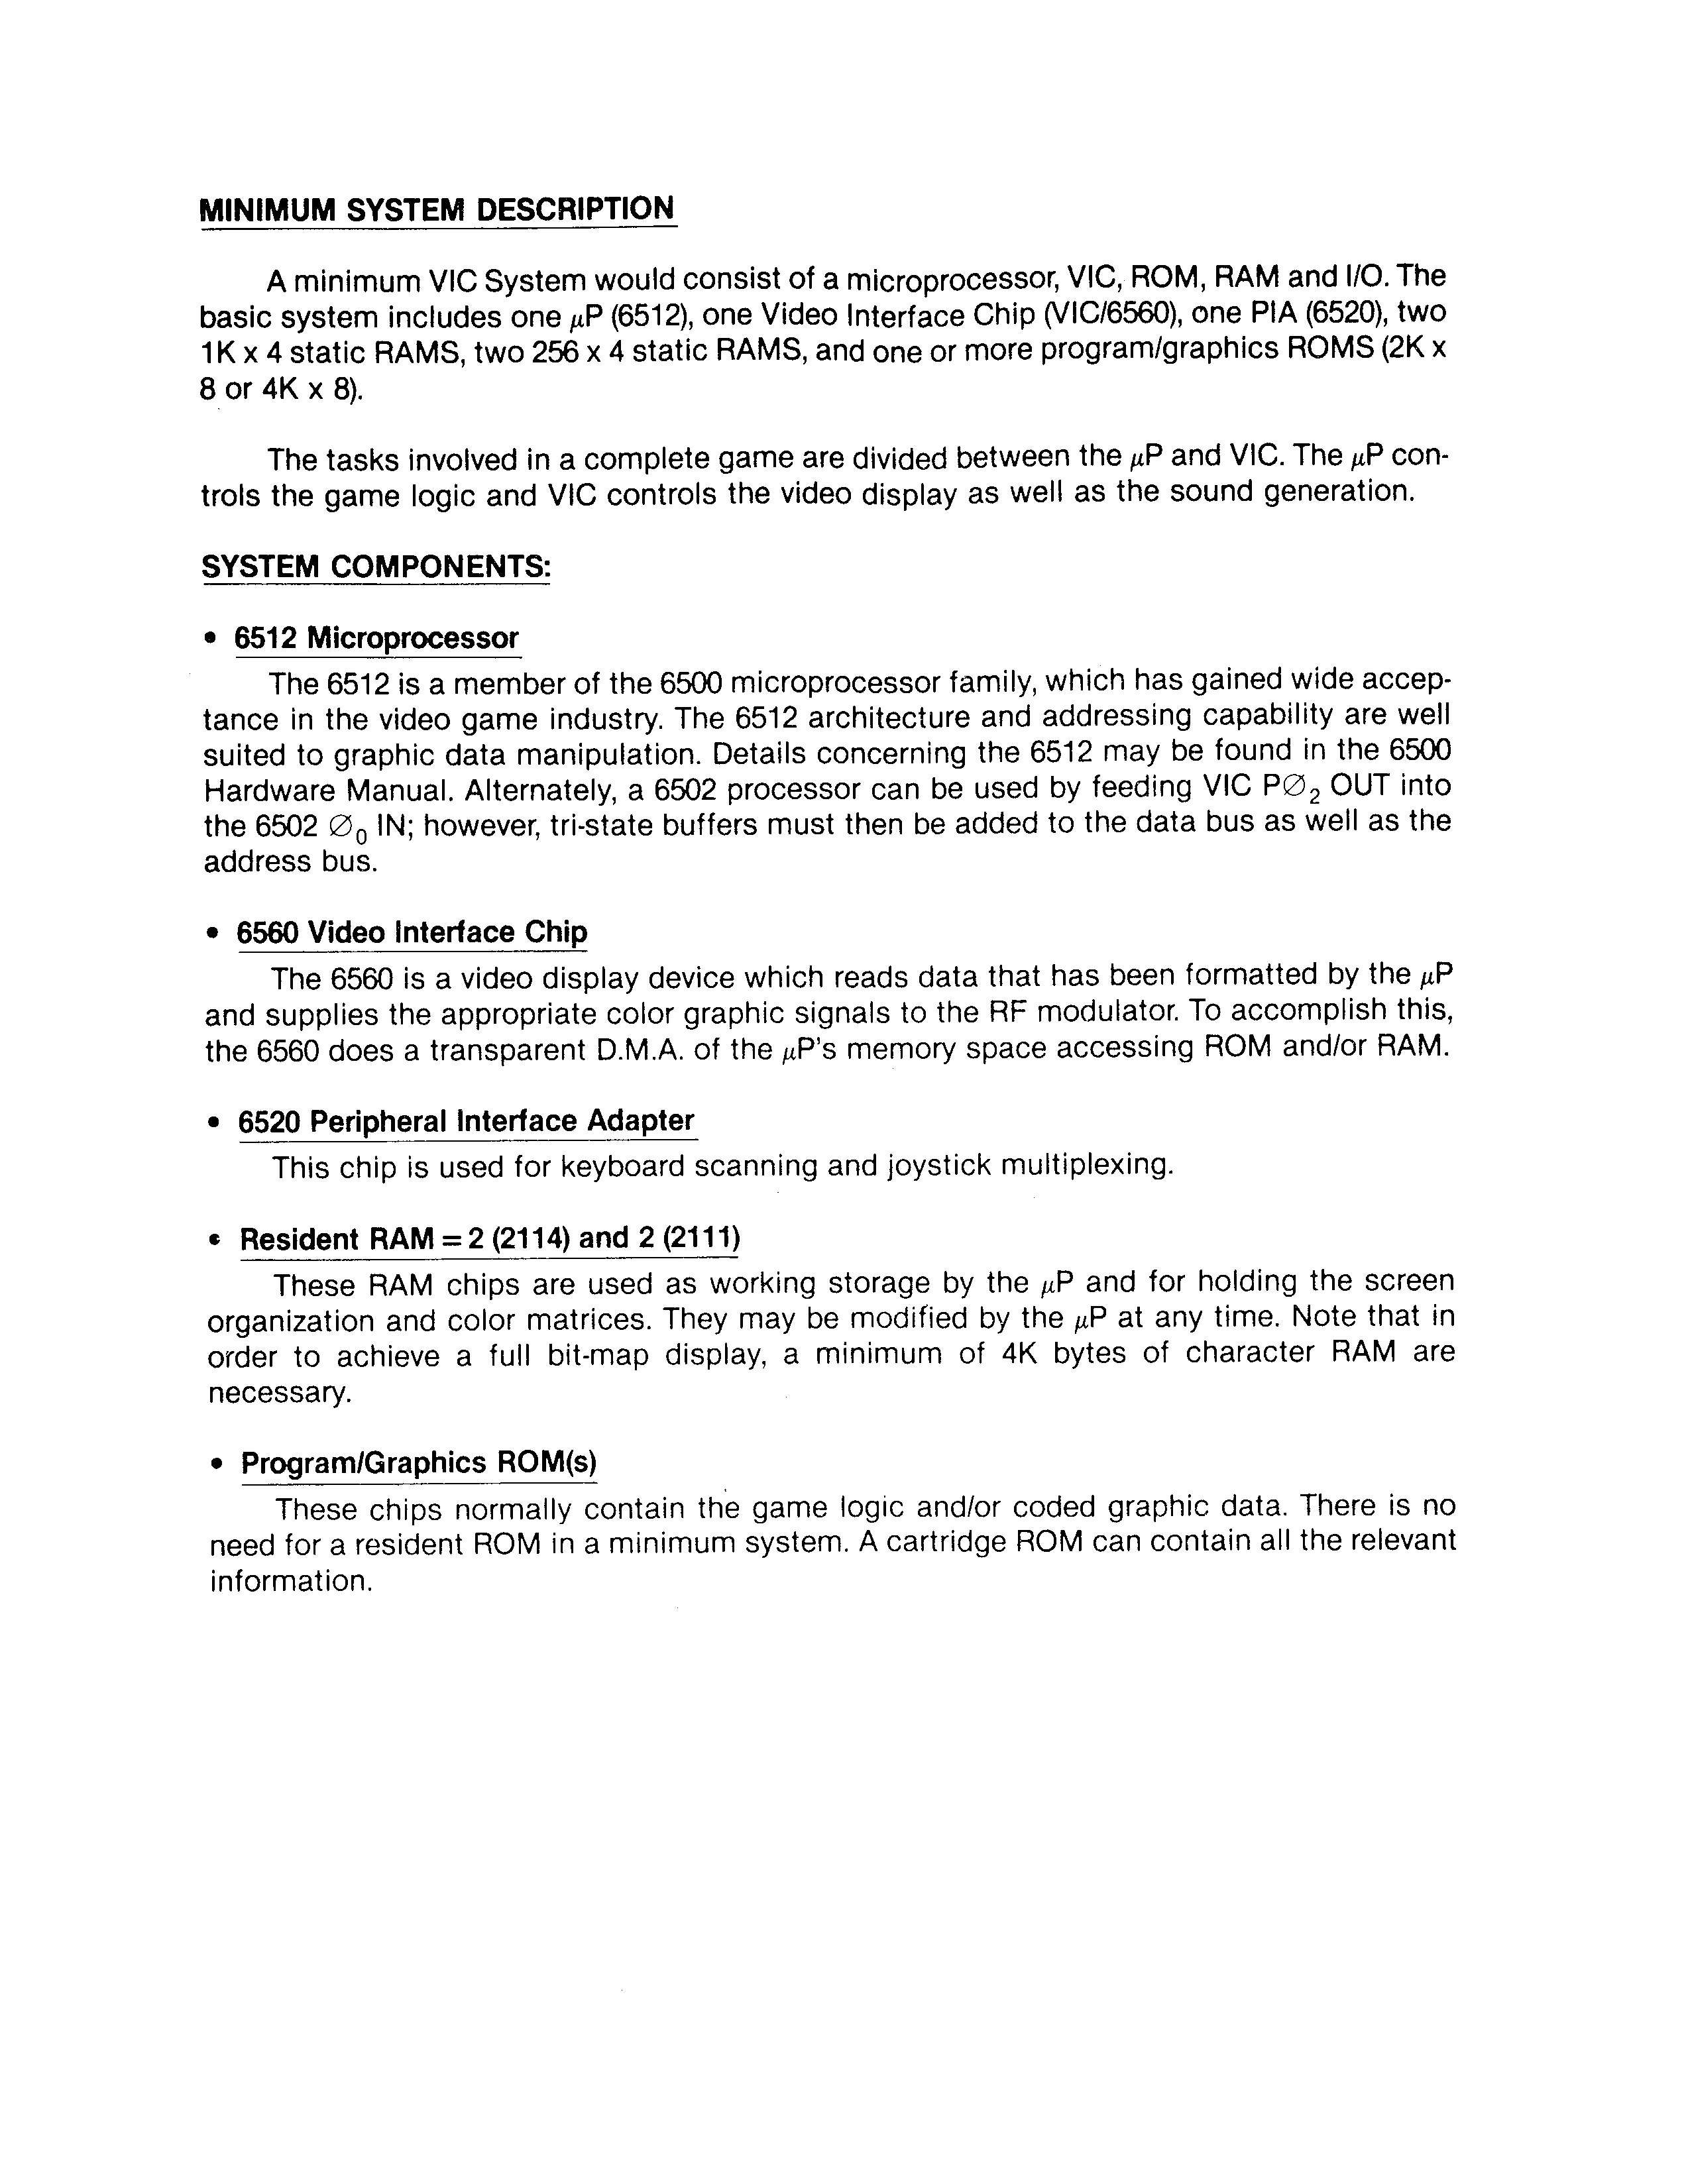 MINIMUM SYSTEM DESCRIPTION
A minimum VIC System would consist of a microprocessor, VIC, ROM, RAM and I/O. The
basic system includes one μP (6512), one Video Interface Chip (VIC/6560), one PIA (6520), two
1K x 4 static RAMS, two 256 x 4 static RAMS, and one or more program/graphics ROMS (2K x
8 or 4K x 8).
The tasks involved in a complete game are divided between the μP and VIC. The μP con-
trols the game logic and VIC controls the video display as well as the sound generation.
SYSTEM COMPONENTS:
• 6512 Microprocessor
The 6512 is a member of the 6500 microprocessor family, which has gained wide accep-
tance in the video game industry. The 6512 architecture and addressing capability are well
suited to graphic data manipulation. Details concerning the 6512 may be found in the 6500
Hardware Manual. Alternately, a 6502 processor can be used by feeding VIC PØ₂ OUT into
the 6502 Ø₀ IN; however, tri-state buffers must then be added to the data bus as well as the
address bus.
• 6560 Video Interface Chip
The 6560 is a video display device which reads data that has been formatted by the μP
and supplies the appropriate color graphic signals to the RF modulator. To accomplish this,
the 6560 does a transparent D.M.A. of the μP's memory space accessing ROM and/or RAM.
• 6520 Peripheral Interface Adapter
This chip is used for keyboard scanning and joystick multiplexing.
• Resident RAM = 2 (2114) and 2 (2111)
These RAM chips are used as working storage by the μP and for holding the screen
organization and color matrices. They may be modified by the μP at any time. Note that in
order to achieve a full bit-map display, a minimum of 4K bytes of character RAM are
necessary.
• Program/Graphics ROM(s)
These chips normally contain the game logic and/or coded graphic data. There is no
need for a resident ROM in a minimum system. A cartridge ROM can contain all the relevant
information.